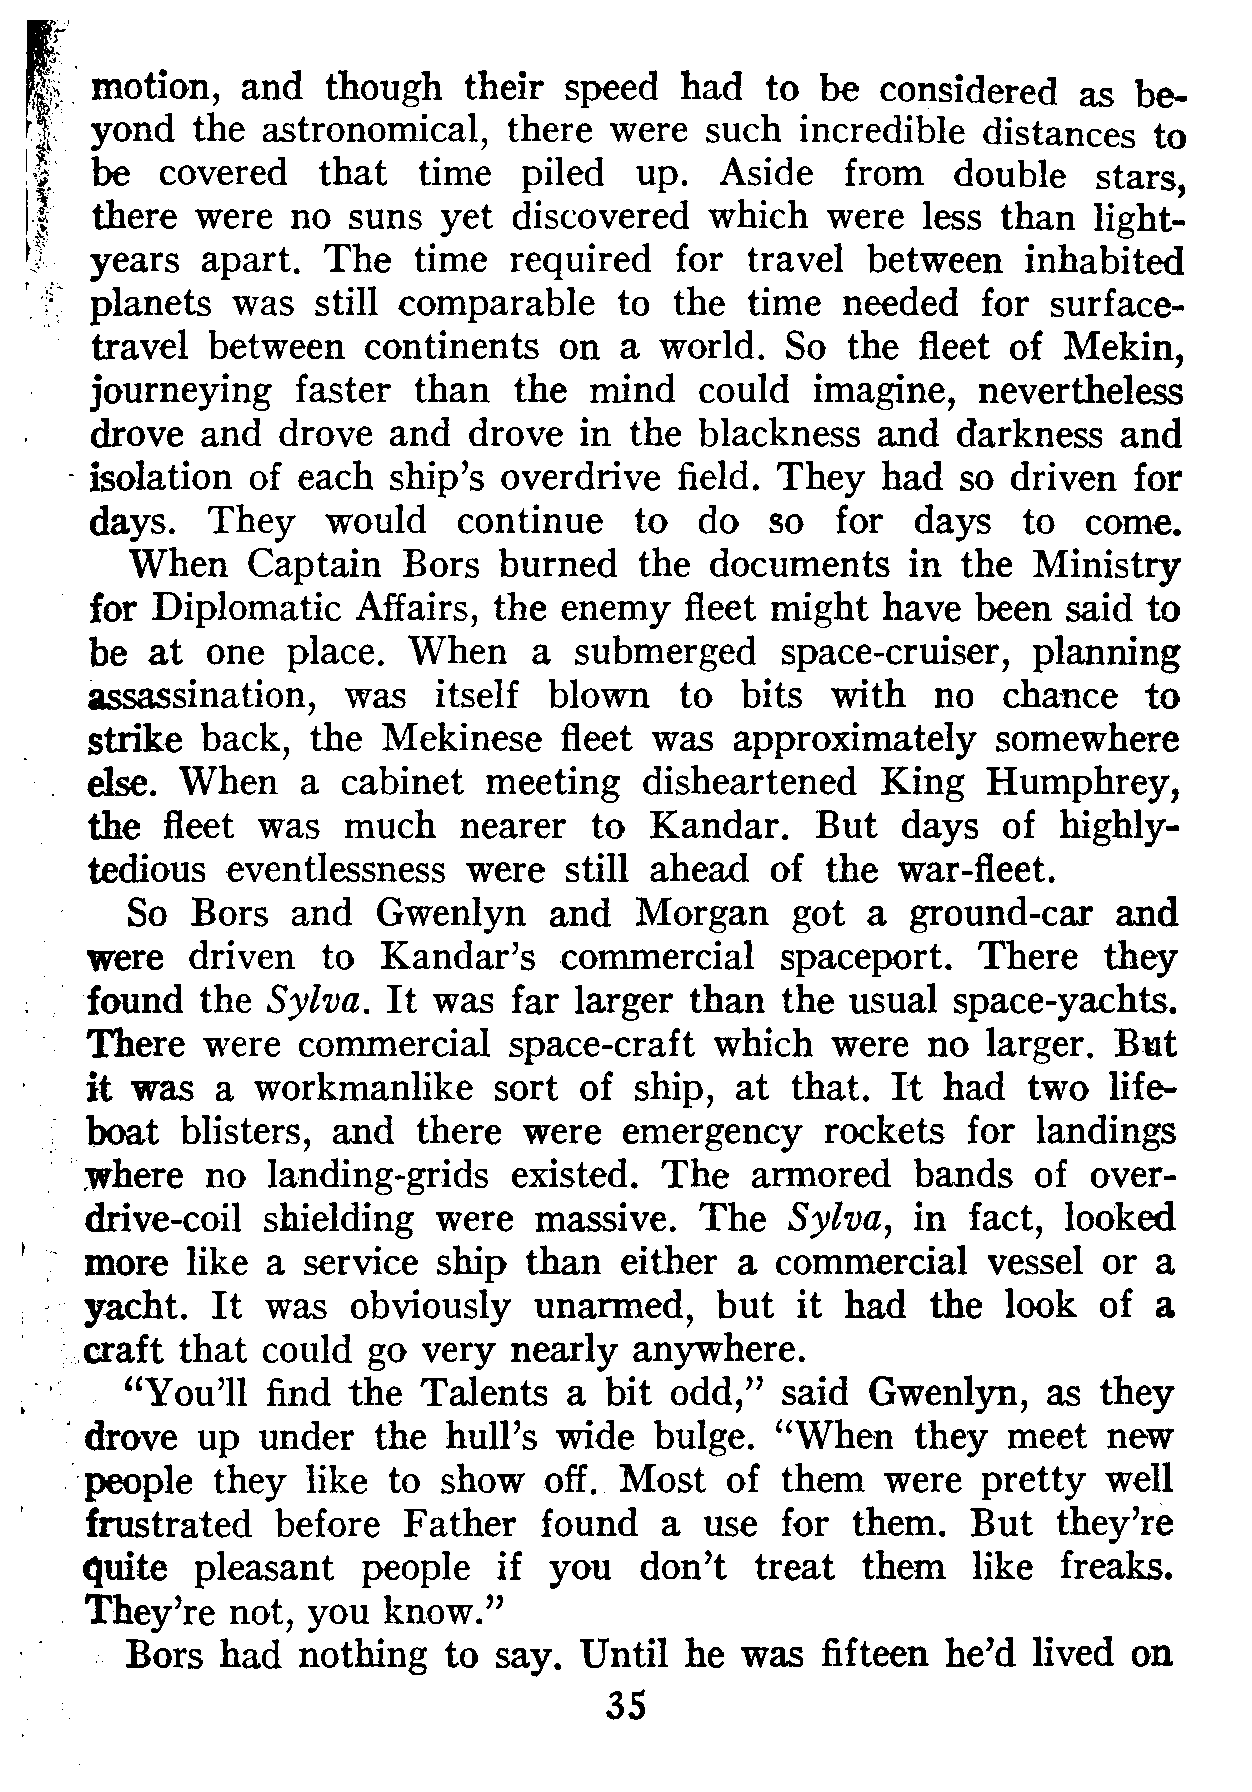 motion, and though their speed had to be considered as be-
yond the astronomical, there were such incredible distances to
be covered that time piled up. Aside from double stars,
there were no suns yet discovered which were less than light-
years apart. The time required for travel between inhabited
planets was still comparable to the time needed for surface-
travel between continents on a world. So the fleet of Mekin,
journeying faster than the mind could imagine, nevertheless
drove and drove and drove in the blackness and darkness and
isolation of each ship's overdrive field. They had so driven for
days. They would continue to do so for days to come.
When Captain Bors burned the documents in the Ministry
for Diplomatic Affairs, the enemy fleet might have been said to
be at one place. When a submerged space-cruiser, planning
assassination, was itself blown to bits with no chance to
strike back, the Mekinese fleet was approximately somewhere
else. When a cabinet meeting disheartened King Humphrey,
the fleet was much nearer to Kandar. But days of highly-
tedious eventlessness were still ahead of the war-fleet.
So Bors and Gwenlyn and Morgan got a ground-car and
were driven to Kandar's commercial spaceport. There they
found the Sylva. It was far larger than the usual space-yachts.
There were commercial space-craft which were no larger. But
it was a workmanlike sort of ship, at that. It had two life-
boat blisters, and there were emergency rockets for landings
where no landing-grids existed. The armored bands of over-
drive-coil shielding were massive. The Sylva, in fact, looked
more like a service ship than either a commercial vessel or a
yacht. It was obviously unarmed, but it had the look of a
craft that could go very nearly anywhere.
"You'll find the Talents a bit odd," said Gwenlyn, as they
drove up under the hull's wide bulge. "When they meet new
people they like to show off. Most of them were pretty well
frustrated before Father found a use for them. But they're
quite pleasant people if you don't treat them like freaks.
They're not, you know."
Bors had nothing to say. Until he was fifteen he'd lived on
35